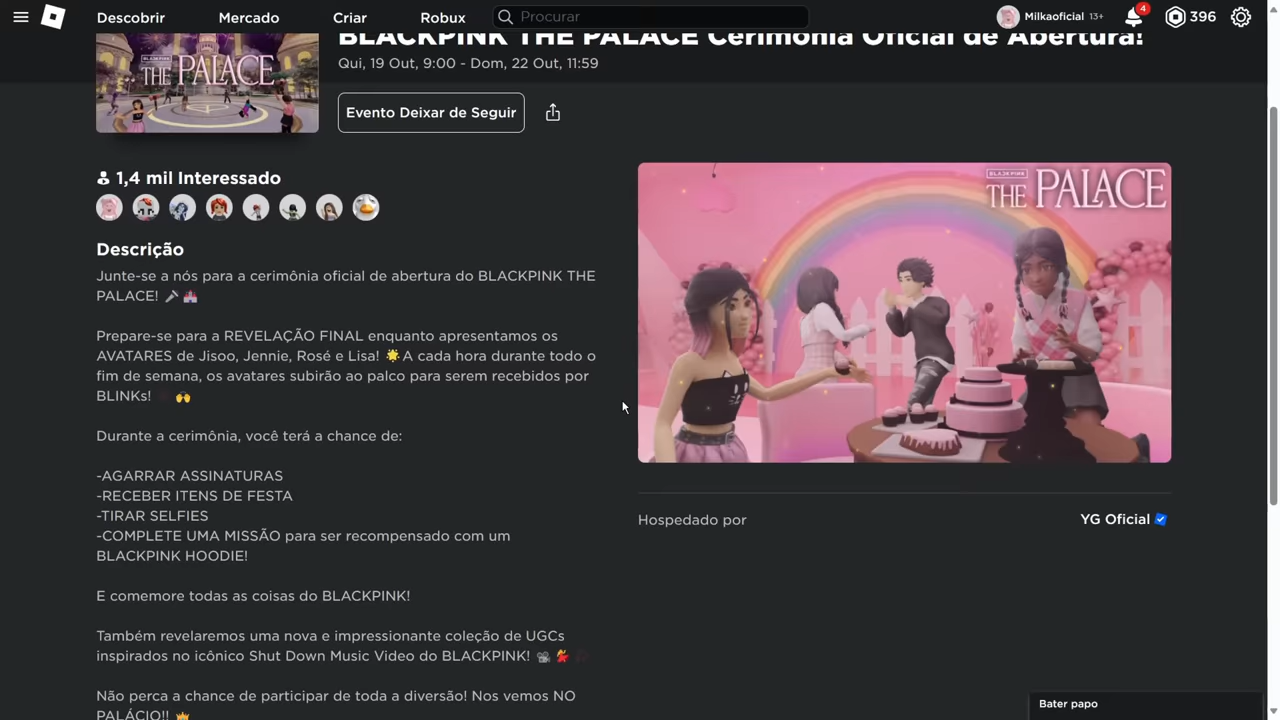 Descobrir
Mercado
Criar
Robux
Procurar
Milkaoficial 13+
4
396
BLACKPINK THE PALACE Cerimônia Oficial de Abertura!
Qui, 19 Out, 9:00 - Dom, 22 Out, 11:59
THE PALACE
Evento Deixar de Seguir
1,4 mil Interessado
BLACKPINK
THE PALACE
Descrição
Junte-se a nós para a cerimônia oficial de abertura do BLACKPINK THE
PALACE! 🎤 🏰
Prepare-se para a REVELAÇÃO FINAL enquanto apresentamos os
AVATARES de Jisoo, Jennie, Rosé e Lisa! 🌟A cada hora durante todo o
fim de semana, os avatares subirão ao palco para serem recebidos por
BLINKs! 🙌
Durante a cerimônia, você terá a chance de:
-AGARRAR ASSINATURAS
-RECEBER ITENS DE FESTA
-TIRAR SELFIES
-COMPLETE UMA MISSÃO para ser recompensado com um
BLACKPINK HOODIE!
Hospedado por
YG Oficial
E comemore todas as coisas do BLACKPINK!
Também revelaremos uma nova e impressionante coleção de UGCs
inspirados no icônico Shut Down Music Video do BLACKPINK! 📽 💃
Não perca a chance de participar de toda a diversão! Nos vemos NO
PALÁCIO!! 👑
Bater papo